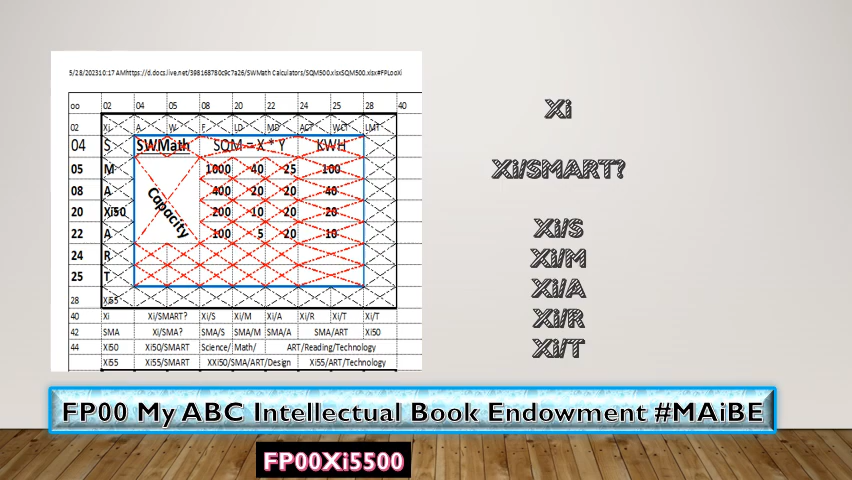 5/28/202310:17 AMhttps://d.docs.live.net/398168780c9c7a26/SWMath Calculators/SQM500.xlsxSQM500.xlsx#FPLooXi
oo 02 04 05 08 20 22 24 25 28 40
02 Xi A W F LD MD ACT WCT LMT
04 S SWMath SQM = X * Y KWH
05 M 1000 40 25 100
08 A 400 20 20 40
20 Xi50 200 10 20 20
22 A 100 5 20 10
Capacity
24 R
25 T
28 Xi55
40 Xi Xi/SMART? Xi/S Xi/M Xi/A Xi/R Xi/T Xi/T
42 SMA Xi/SMA? SMA/S SMA/M SMA/A SMA/ART Xi50
44 Xi50 Xi50/SMART Science/ Math/ ART/Reading/Technology
Xi55 Xi55/SMART XXi50/SMA/ART/Design Xi55/ART/Technology
Xi
Xi/SMART?
Xi/S
Xi/M
Xi/A
Xi/R
Xi/T
FP00 My ABC Intellectual Book Endowment #MAiBE
FP00Xi5500